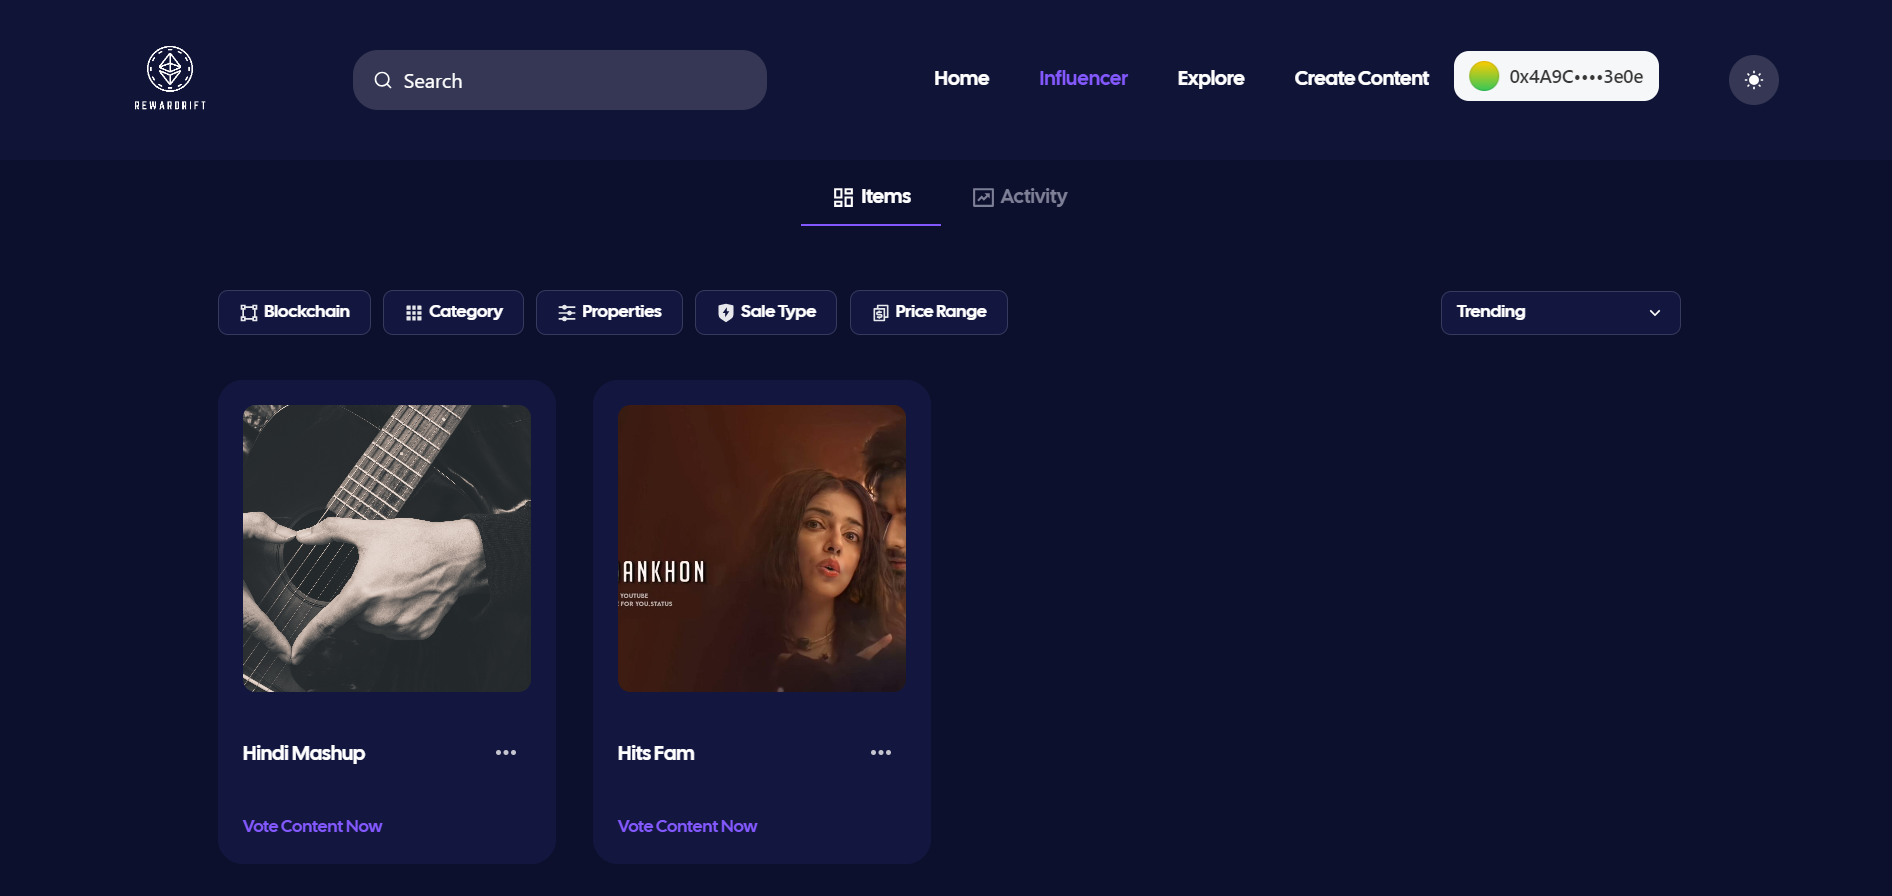 REWARDRIFT
Search
Home
Influencer
Explore
Create Content
0x4A9C••••3e0e
Items
Activity
Blockchain
Category
Properties
Sale Type
Price Range
Trending
ANKHON
YOUTUBE
FOR YOU.STATUS
Hindi Mashup
Hits Fam
Vote Content Now
Vote Content Now